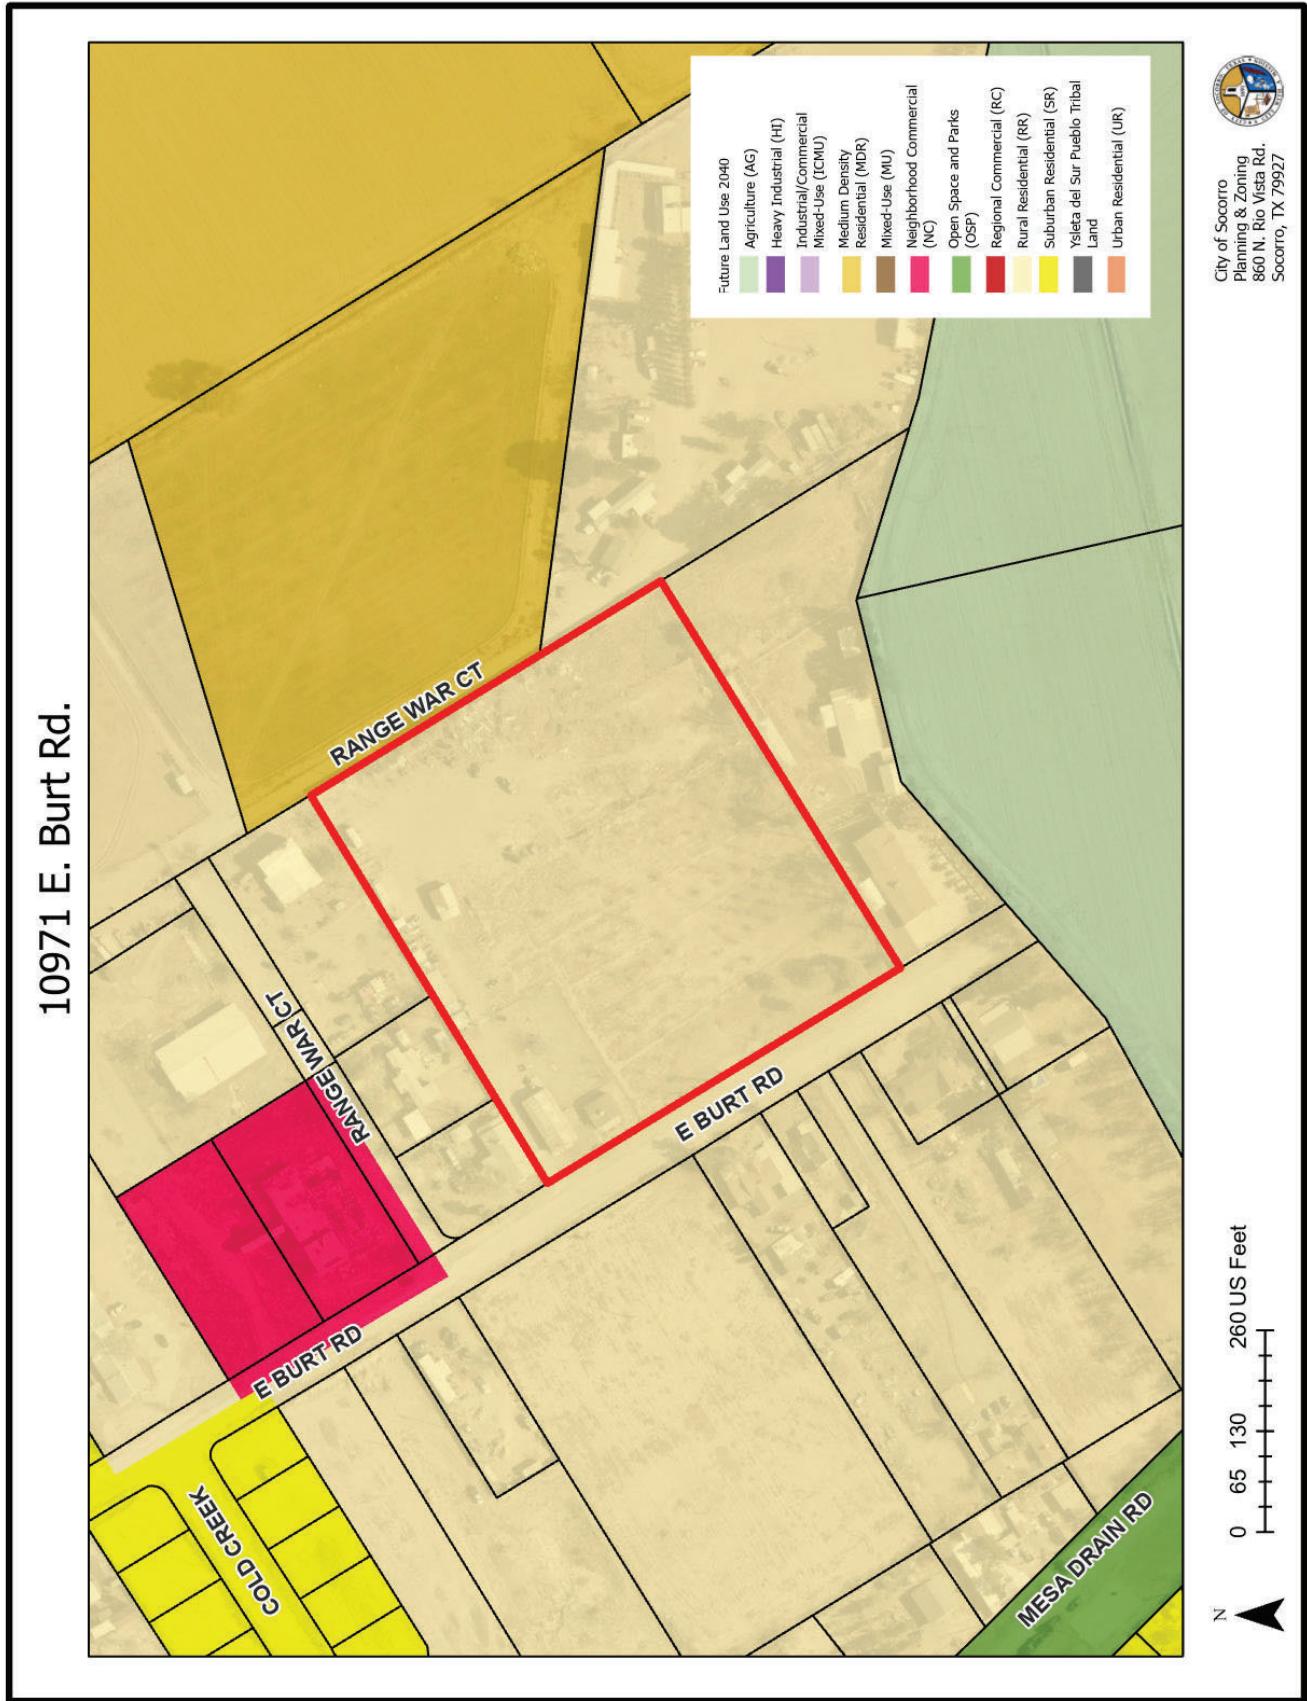 10971 E. Burt Rd.
RANGE WAR CT
RANGE WAR CT
E BURT RD
E BURT RD
COLD CREEK
MESA DRAIN RD
Future Land Use 2040
Agriculture (AG)
Heavy Industrial (HI)
Industrial/Commercial
Mixed-Use (ICMU)
Medium Density
Residential (MDR)
Mixed-Use (MU)
Neighborhood Commercial
(NC)
Open Space and Parks
(OSP)
Regional Commercial (RC)
Rural Residential (RR)
Suburban Residential (SR)
Ysleta del Sur Pueblo Tribal
Land
Urban Residential (UR)
N
0 65 130 260 US Feet
City of Socorro
Planning & Zoning
860 N. Rio Vista Rd.
Socorro, TX 79927